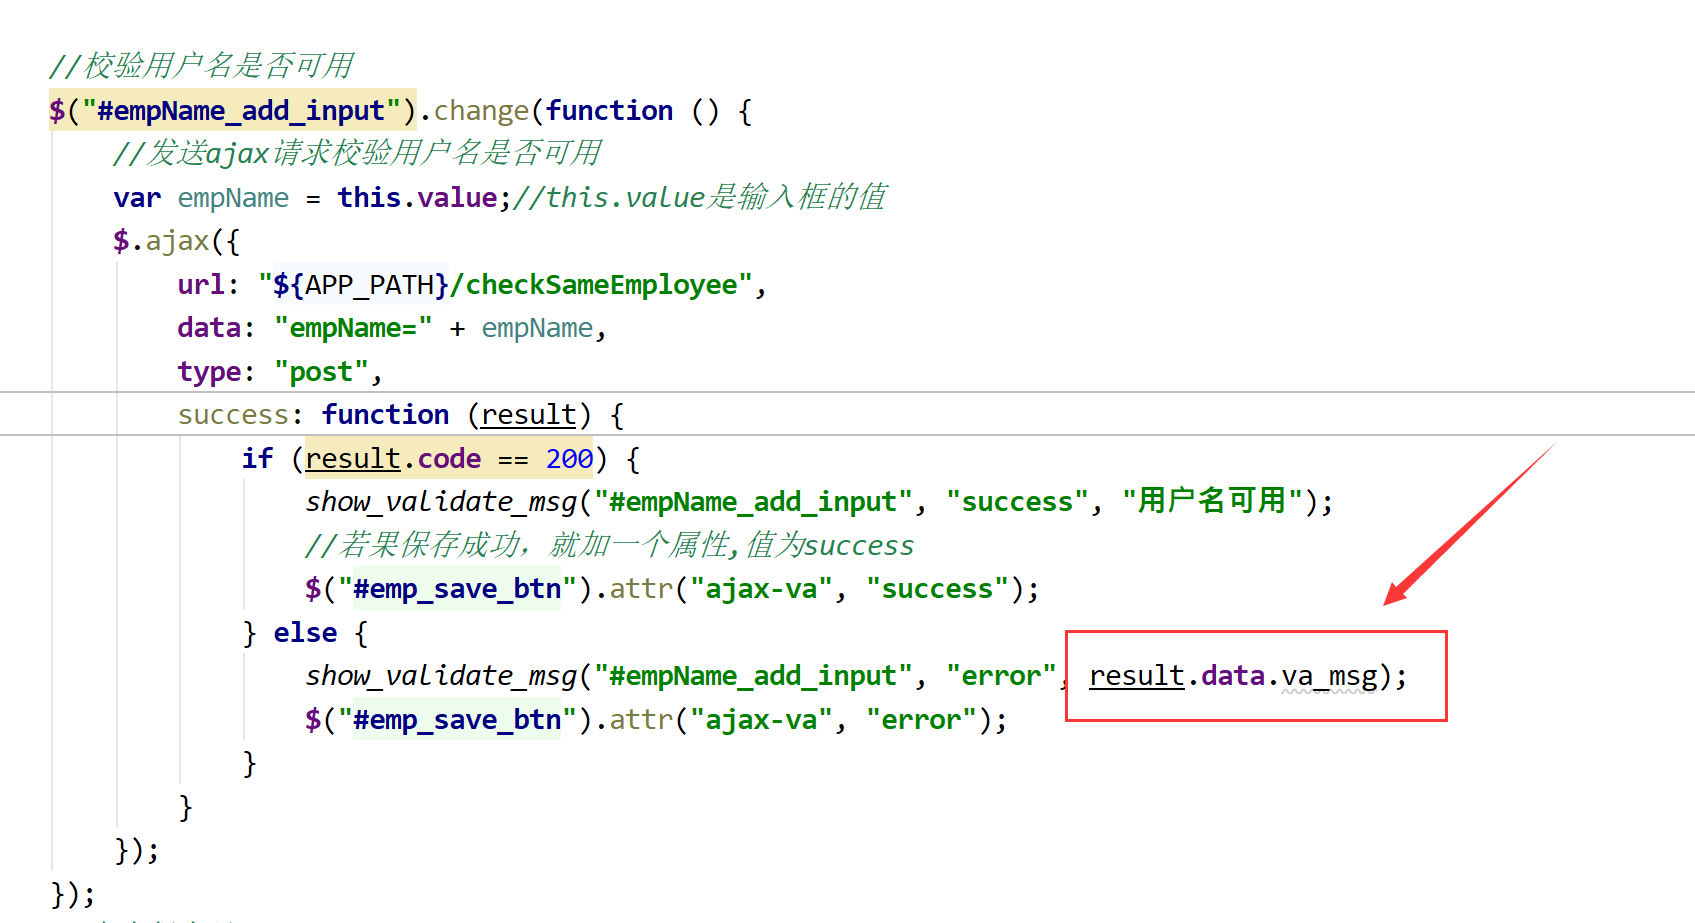 //校验用户名是否可用
$("#empName_add_input").change(function () {
//发送ajax请求校验用户名是否可用
var empName = this.value;//this.value是输入框的值
$.ajax({
url: "${APP_PATH}/checkSameEmployee",
data: "empName=" + empName,
type: "post",
success: function (result) {
if (result.code == 200) {
show_validate_msg("#empName_add_input", "success", "用户名可用");
//若果保存成功，就加一个属性,值为success
$("#emp_save_btn").attr("ajax-va", "success");
} else {
show_validate_msg("#empName_add_input", "error", result.data.va_msg);
$("#emp_save_btn").attr("ajax-va", "error");
}
}
});
});